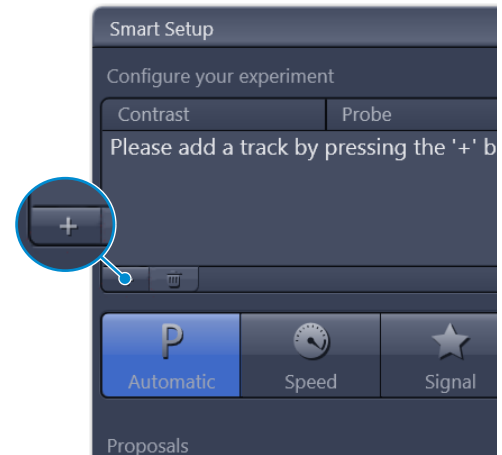 Smart Setup
Configure your experiment
Contrast Probe
Please add a track by pressing the '+' b
+
P
Automatic Speed Signal
Proposals